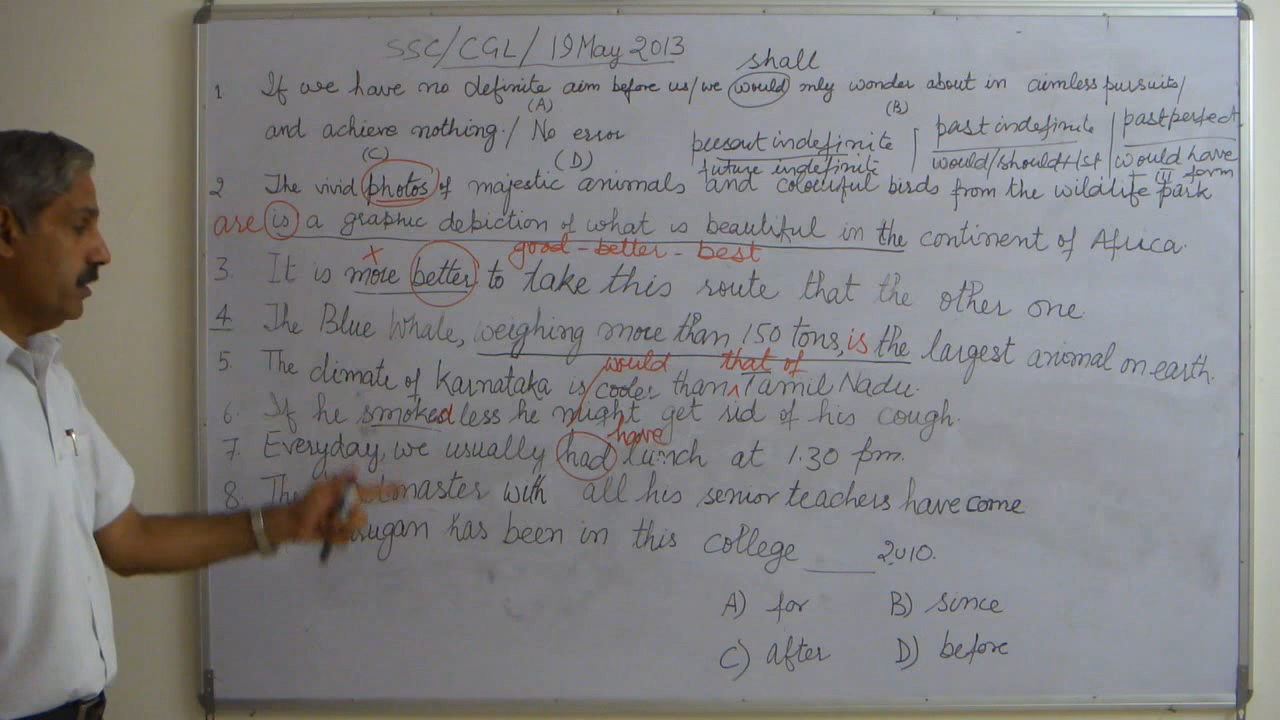 SSC/CGL/19 May 2013
shall
1 If we have no definite aim before us/we would only wonder about in aimless pursuits/
(A) (B)
and achieve nothing./ No error
(C) (D)
present indefinite | past indefinite | past perfect
future indefinite would/should+1st would have
III form
2 The vivid photos of majestic animals and colourful birds from the wildlife park
are is a graphic depiction of what is beautiful in the continent of Africa.
x good - better - best
3. It is more better to take this route that the other one
4 The Blue Whale, weighing more than 150 tons, is the largest animal on earth.
would that of
5. The climate of Karnataka is cooler than ^ Tamil Nadu.
6. If he smoked less he might get rid of his cough.
have
7. Everyday, we usually had lunch at 1.30 pm.
8. The master with all his senior teachers have come
ugan has been in this college ____ 2010.
A) for B) since
C) after D) before